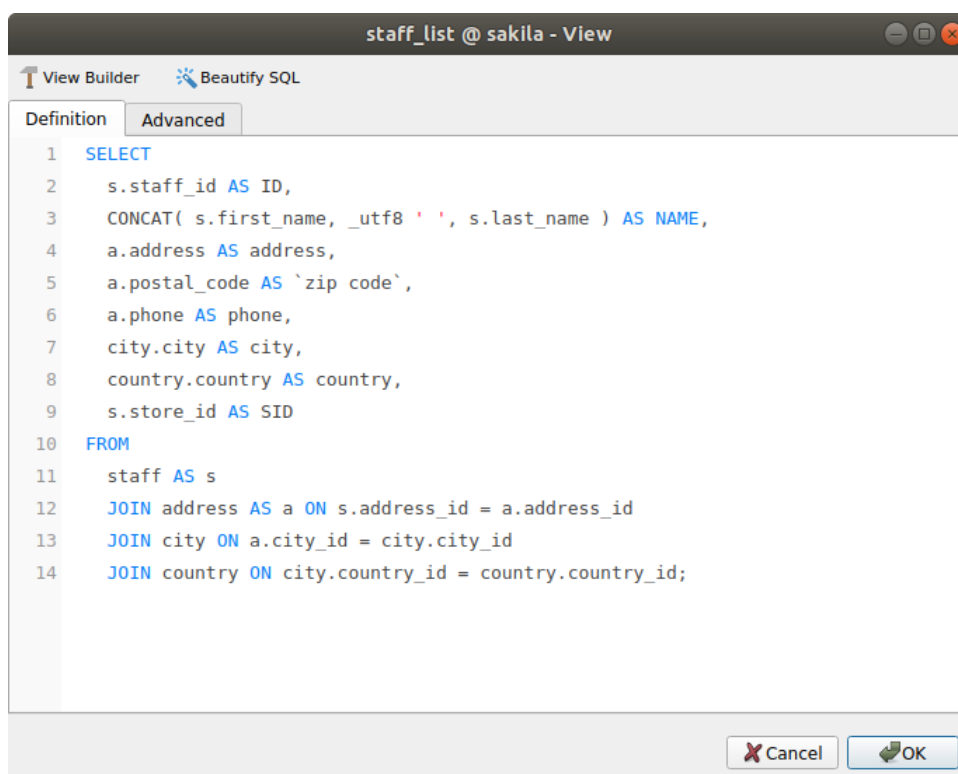 staff_list @ sakila - View
View Builder Beautify SQL
Definition Advanced
1 SELECT
2 s.staff_id AS ID,
3 CONCAT( s.first_name, _utf8 ' ', s.last_name ) AS NAME,
4 a.address AS address,
5 a.postal_code AS `zip code`,
6 a.phone AS phone,
7 city.city AS city,
8 country.country AS country,
9 s.store_id AS SID
10 FROM
11 staff AS s
12 JOIN address AS a ON s.address_id = a.address_id
13 JOIN city ON a.city_id = city.city_id
14 JOIN country ON city.country_id = country.country_id;
Cancel OK